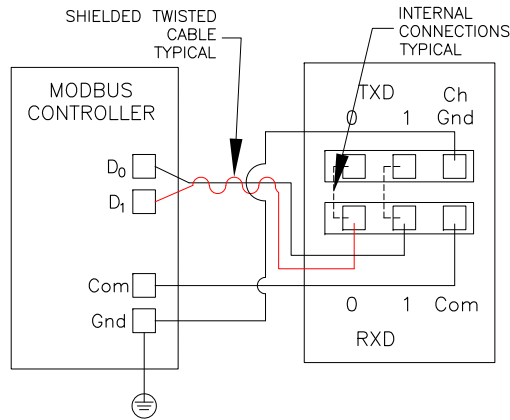 SHIELDED TWISTED
CABLE
TYPICAL
INTERNAL
CONNECTIONS
TYPICAL
MODBUS
CONTROLLER
D0
D1
Com
Gnd
TXD
Ch
0 1 Gnd
0 1 Com
RXD